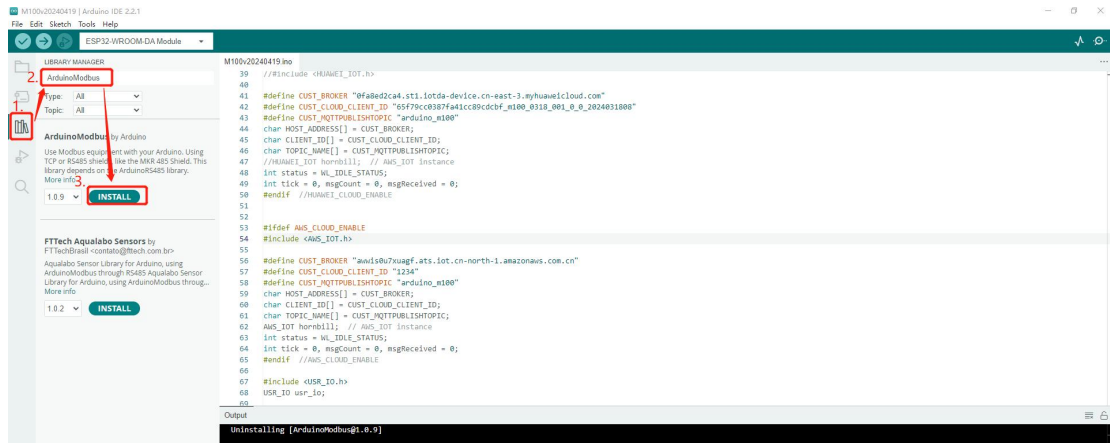 M100v20240419 | Arduino IDE 2.2.1
File Edit Sketch Tools Help
ESP32-WROOM-DA Module
LIBRARY MANAGER
2.
ArduinoModbus
Type: All
1.
Topic: All
ArduinoModbus by Arduino
Use Modbus equipment with your Arduino. Using
TCP or RS485 shields, like the MKR 485 Shield. This
library depends on the ArduinoRS485 library.
More info
3.
1.0.9 INSTALL
FTTech Aqualabo Sensors by
FTTechBrasil <contato@fttech.com.br>
Aqualabo Sensor Library for Arduino, using
ArduinoModbus through RS485 Aqualabo Sensor
Library for Arduino, using ArduinoModbus throug...
More info
1.0.2 INSTALL
M100v20240419.ino
39 //#include <HUAWEI_IOT.h>
40
41 #define CUST_BROKER "0fa8ed2ca4.st1.iotda-device.cn-east-3.myhuaweicloud.com"
42 #define CUST_CLOUD_CLIENT_ID "65f79cc0387fa41cc89cdcbf_m100_0318_001_0_0_2024031808"
43 #define CUST_MQTTPUBLISHTOPIC "arduino_m100"
44 char HOST_ADDRESS[] = CUST_BROKER;
45 char CLIENT_ID[] = CUST_CLOUD_CLIENT_ID;
46 char TOPIC_NAME[] = CUST_MQTTPUBLISHTOPIC;
47 //HUAWEI_IOT hornbill; // AWS_IOT instance
48 int status = WL_IDLE_STATUS;
49 int tick = 0, msgCount = 0, msgReceived = 0;
50 #endif //HUAWEI_CLOUD_ENABLE
51
52
53 #ifdef AWS_CLOUD_ENABLE
54 #include <AWS_IOT.h>
55
56 #define CUST_BROKER "awwis0u7xuagf.ats.iot.cn-north-1.amazonaws.com.cn"
57 #define CUST_CLOUD_CLIENT_ID "1234"
58 #define CUST_MQTTPUBLISHTOPIC "arduino_m100"
59 char HOST_ADDRESS[] = CUST_BROKER;
60 char CLIENT_ID[] = CUST_CLOUD_CLIENT_ID;
61 char TOPIC_NAME[] = CUST_MQTTPUBLISHTOPIC;
62 AWS_IOT hornbill; // AWS_IOT instance
63 int status = WL_IDLE_STATUS;
64 int tick = 0, msgCount = 0, msgReceived = 0;
65 #endif //AWS_CLOUD_ENABLE
66
67 #include <USR_IO.h>
68 USR_IO usr_io;
69
Output
Uninstalling [ArduinoModbus@1.0.9]